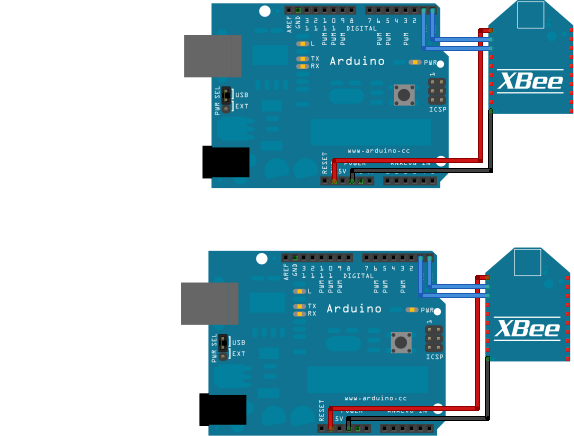 AREF
GND
13
12
11
10
9
8
7
6
5
4
3
2
DIGITAL
PWM
PWM
PWM
PWM
PWM
PWM
L
TX
RX
Arduino
PWR
1
ICSP
PWR SEL
USB
EXT
www.arduino.cc
RESET
POWER
5V
ANALOG IN
XBee
AREF
GND
13
12
11
10
9
8
7
6
5
4
3
2
DIGITAL
PWM
PWM
PWM
PWM
PWM
PWM
L
TX
RX
Arduino
PWR
1
ICSP
PWR SEL
USB
EXT
www.arduino.cc
RESET
POWER
5V
ANALOG IN
XBee